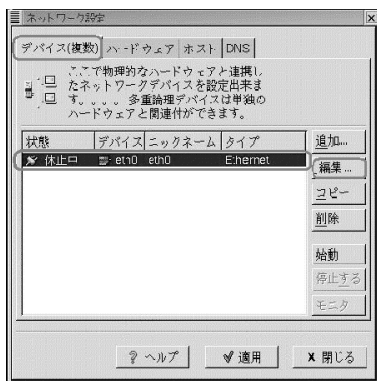 ネットワーク設定
デバイス(複数) ハードウェア ホスト DNS
ここで物理的なハードウェアと連携し
たネットワークデバイスを設定出来ま
す。。。。 多重論理デバイスは単独の
ハードウェアと関連付ができます。
状態 デバイス ニックネーム タイプ
休止中 eth0 eth0 Ethernet
追加...
編集...
コピー
削除
始動
停止する
モニタ
ヘルプ 適用 閉じる